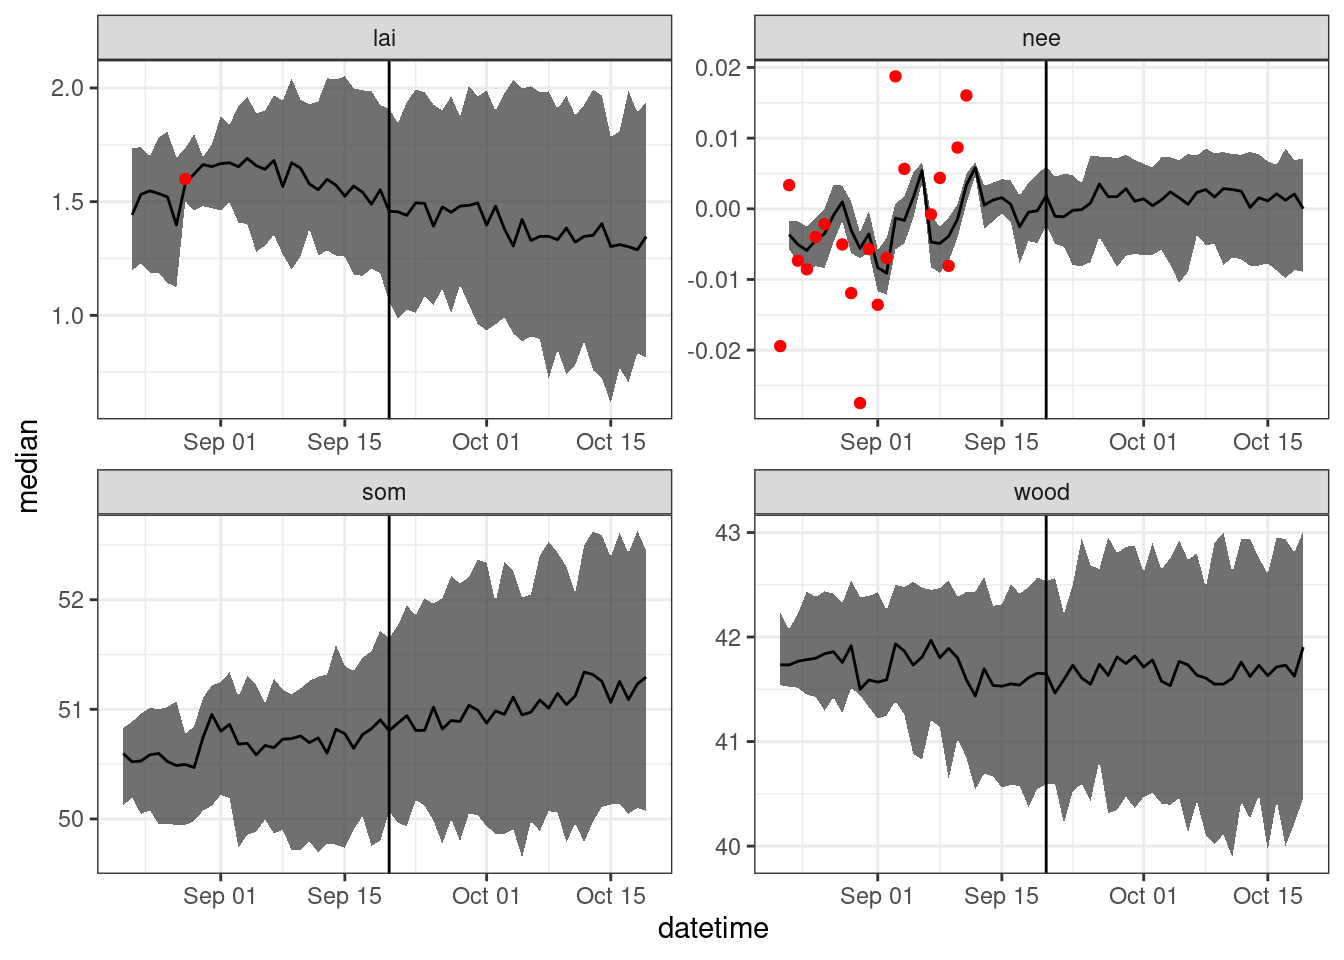 lai
nee
2.0
1.5
1.0
0.02
0.01
0.00
-0.01
-0.02
Sep 01 Sep 15 Oct 01 Oct 15
Sep 01 Sep 15 Oct 01 Oct 15
median
som
wood
52
51
50
43
42
41
40
Sep 01 Sep 15 Oct 01 Oct 15
Sep 01 Sep 15 Oct 01 Oct 15
datetime